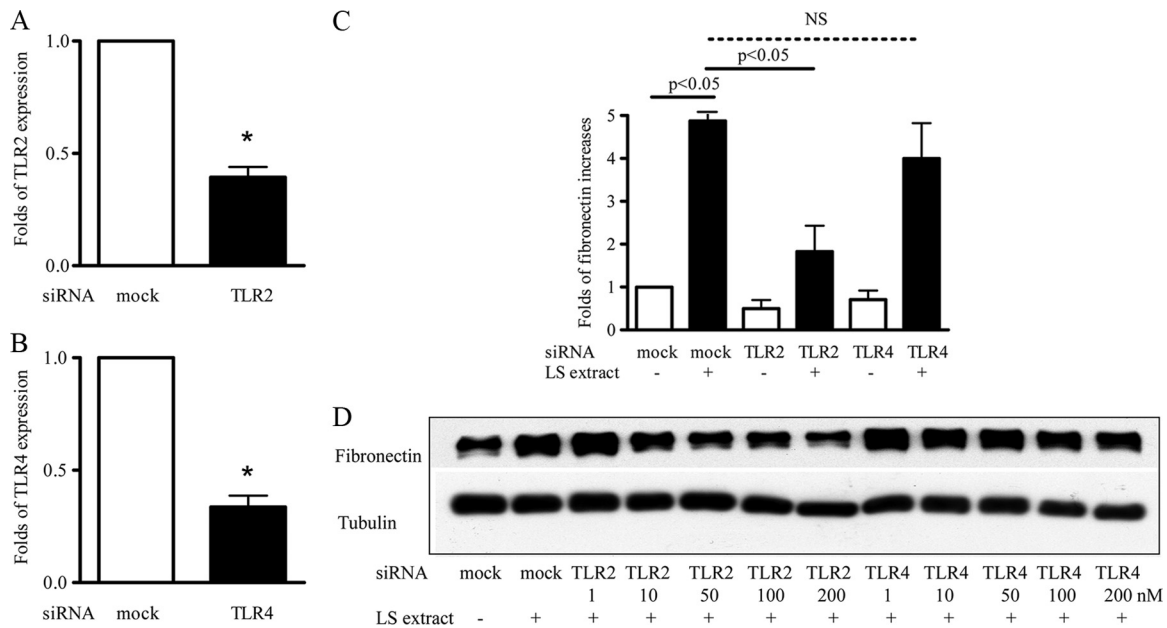 A
Folds of TLR2 expression
1.0
0.5
0.0
*
siRNA mock TLR2
B
Folds of TLR4 expression
1.0
0.5
0.0
*
siRNA mock TLR4
C
NS
p<0.05
p<0.05
Folds of fibronectin increases
5
4
2
1
0
siRNA mock mock TLR2 TLR2 TLR4 TLR4
LS extract - + - + - +
D
Fibronectin
Tubulin
siRNA mock mock TLR2 TLR2 TLR2 TLR2 TLR2 TLR4 TLR4 TLR4 TLR4 TLR4
1 10 50 100 200 1 10 50 100 200 nM
LS extract - + + + + + + + + + + +